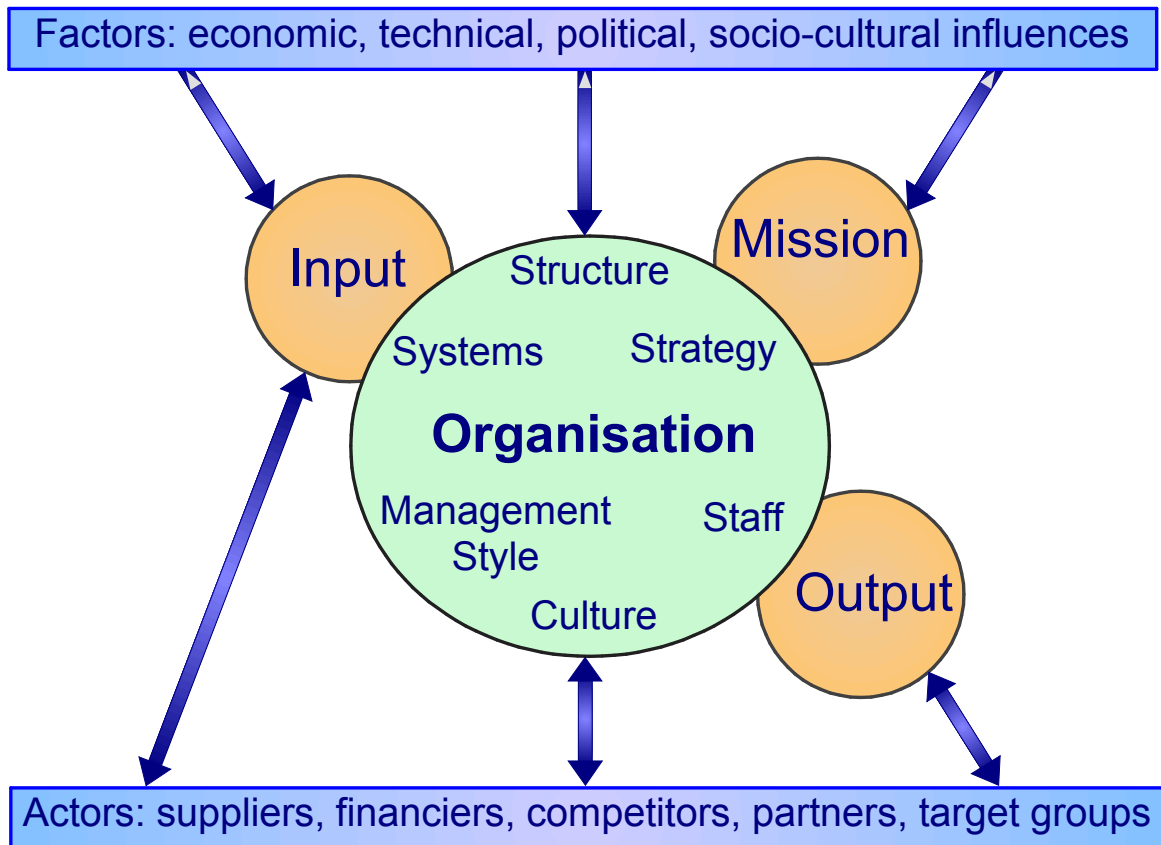 Factors: economic, technical, political, socio-cultural influences
Input
Mission
Structure
Systems
Strategy
Organisation
Management
Style
Staff
Culture
Output
Actors: suppliers, financiers, competitors, partners, target groups